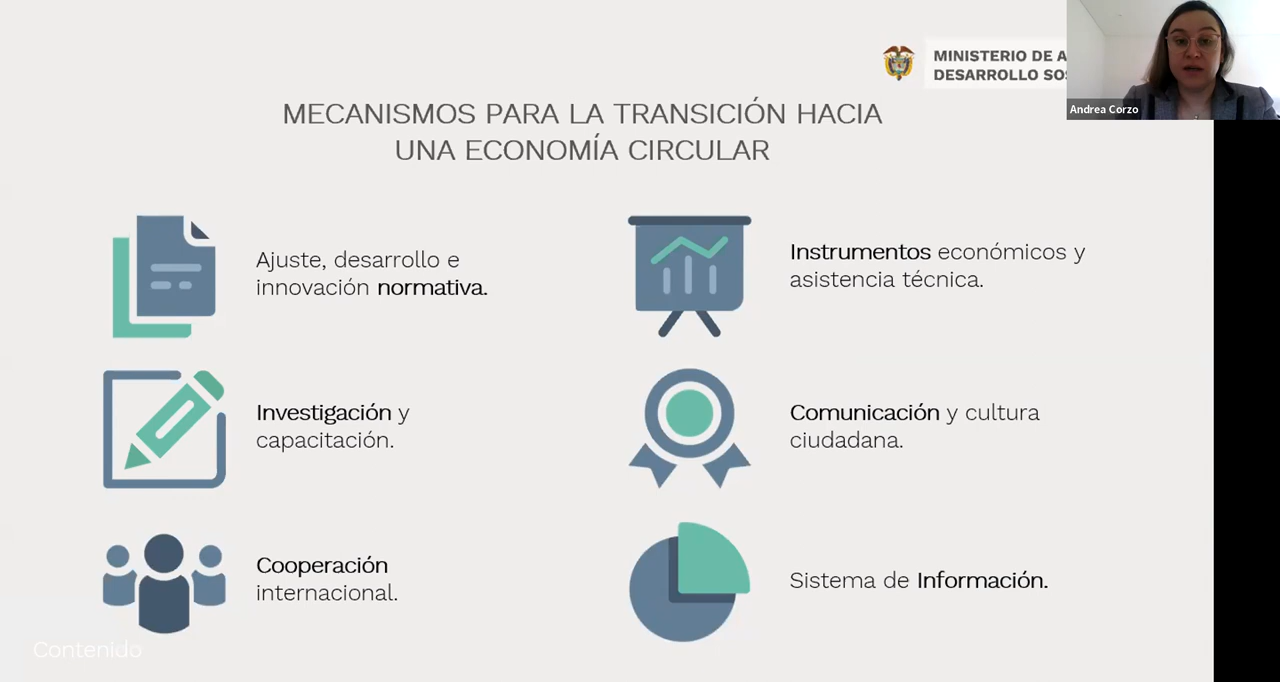 MINISTERIO DE A
DESARROLLO SOS
Andrea Corzo
MECANISMOS PARA LA TRANSICIÓN HACIA
UNA ECONOMÍA CIRCULAR
Ajuste, desarrollo e
innovación normativa.
Instrumentos económicos y
asistencia técnica.
Investigación y
capacitación.
Comunicación y cultura
ciudadana.
Cooperación
internacional.
Sistema de Información.
Contenido